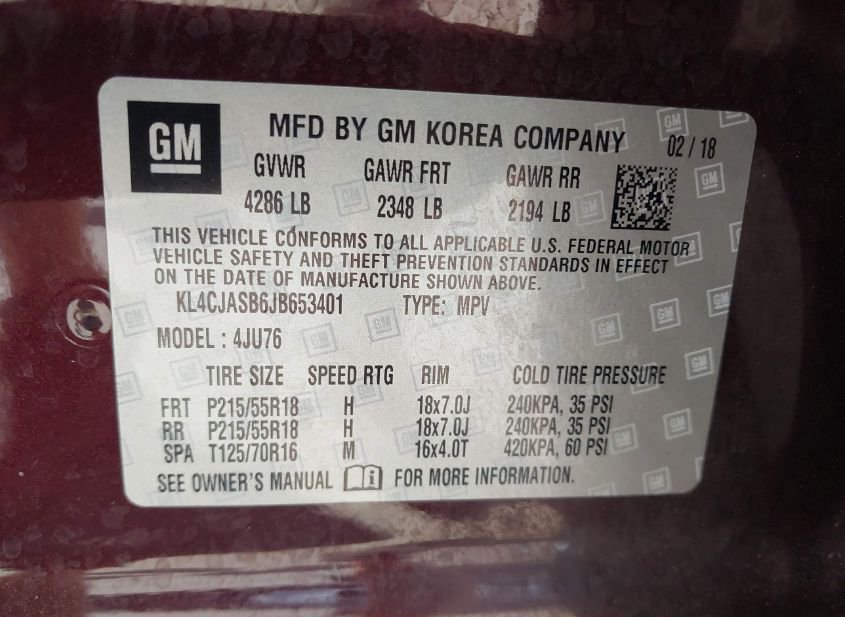 GM
MFD BY GM KOREA COMPANY 02 / 18
GVWR GAWR FRT GAWR RR
4286 LB 2348 LB 2194 LB
THIS VEHICLE CONFORMS TO ALL APPLICABLE U.S. FEDERAL MOTOR
VEHICLE SAFETY AND THEFT PREVENTION STANDARDS IN EFFECT
ON THE DATE OF MANUFACTURE SHOWN ABOVE.
KL4CJASB6JB653401 TYPE: MPV
MODEL : 4JU76
TIRE SIZE SPEED RTG RIM COLD TIRE PRESSURE
FRT P215/55R18 H 18x7.0J 240KPA, 35 PSI
RR P215/55R18 H 18x7.0J 240KPA, 35 PSI
SPA T125/70R16 M 16x4.0T 420KPA, 60 PSI
SEE OWNER'S MANUAL i FOR MORE INFORMATION.